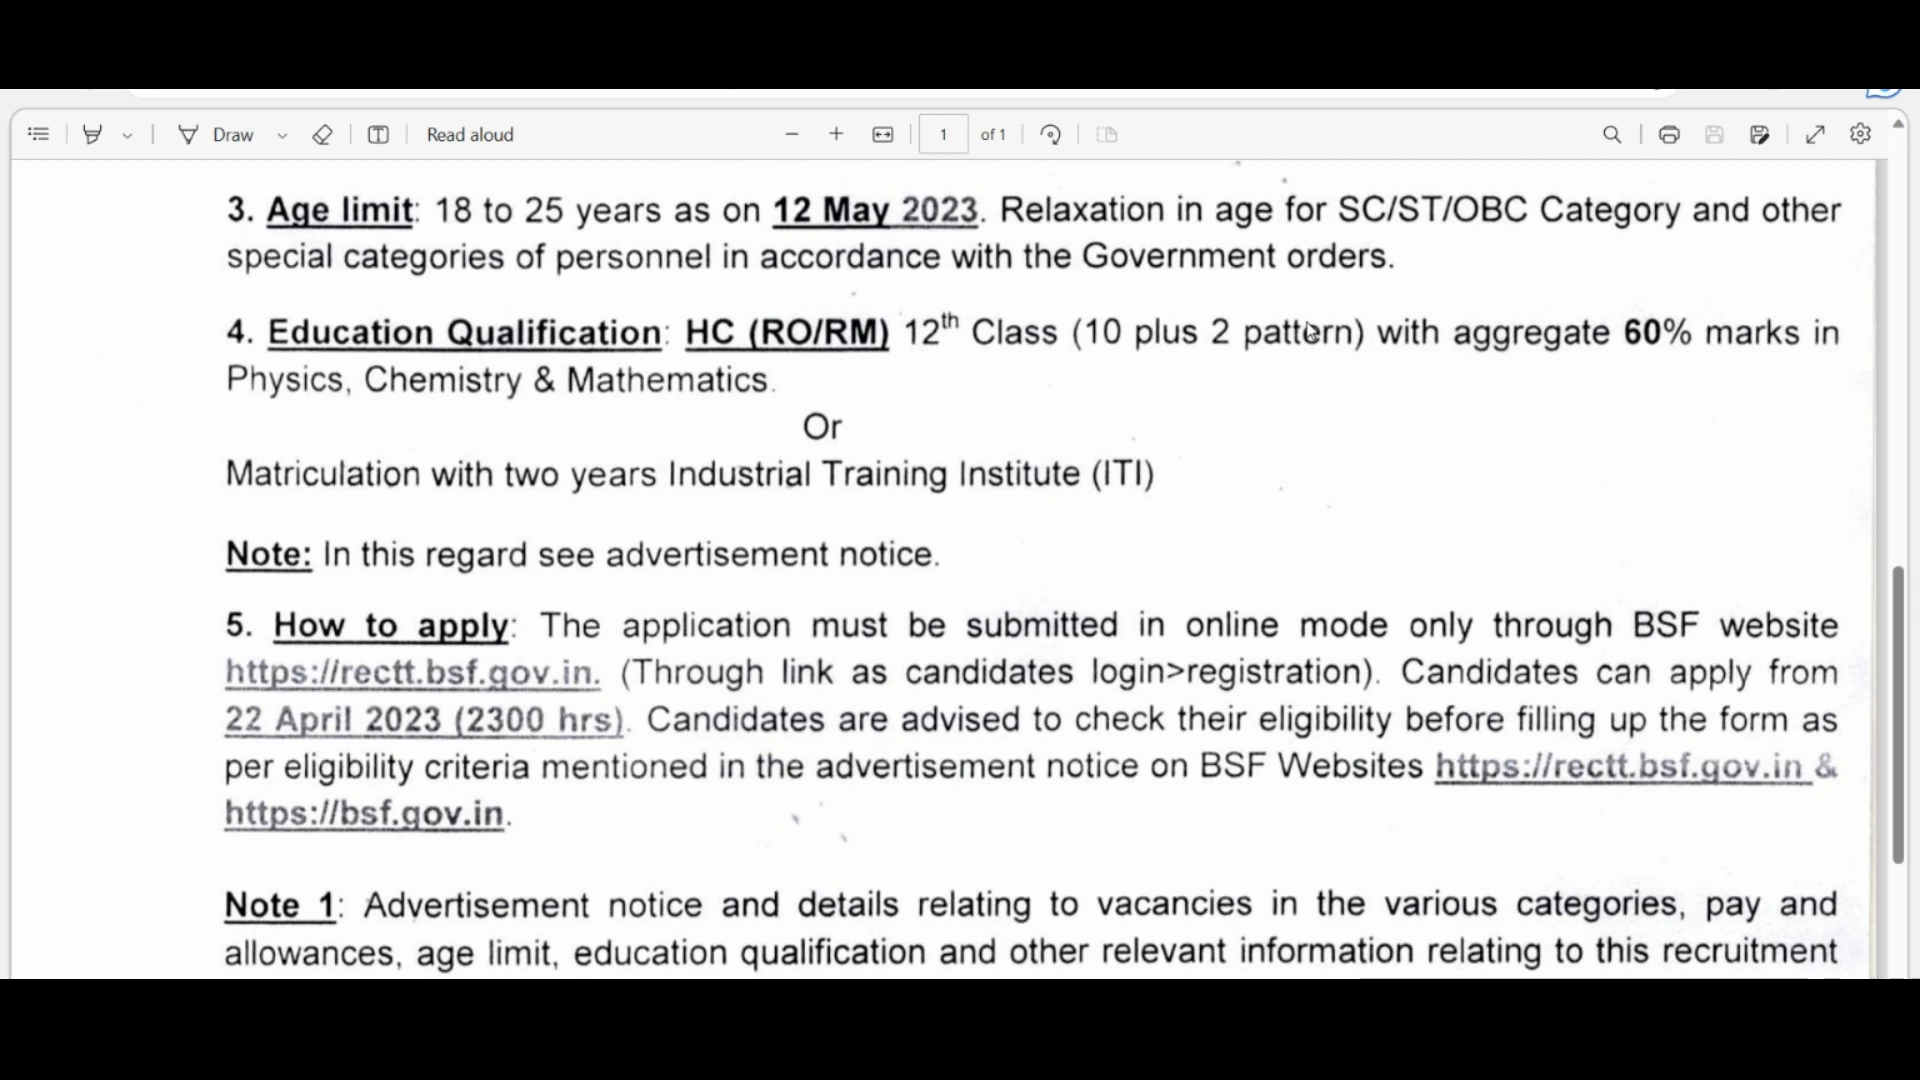 Draw
Read aloud
1 of 1
3. Age limit: 18 to 25 years as on 12 May 2023. Relaxation in age for SC/ST/OBC Category and other
special categories of personnel in accordance with the Government orders.
4. Education Qualification: HC (RO/RM) 12th Class (10 plus 2 pattern) with aggregate 60% marks in
Physics, Chemistry & Mathematics.
Or
Matriculation with two years Industrial Training Institute (ITI)
Note: In this regard see advertisement notice.
5. How to apply: The application must be submitted in online mode only through BSF website
https://rectt.bsf.gov.in. (Through link as candidates login>registration). Candidates can apply from
22 April 2023 (2300 hrs). Candidates are advised to check their eligibility before filling up the form as
per eligibility criteria mentioned in the advertisement notice on BSF Websites https://rectt.bsf.gov.in &
https://bsf.gov.in.
Note 1: Advertisement notice and details relating to vacancies in the various categories, pay and
allowances, age limit, education qualification and other relevant information relating to this recruitment